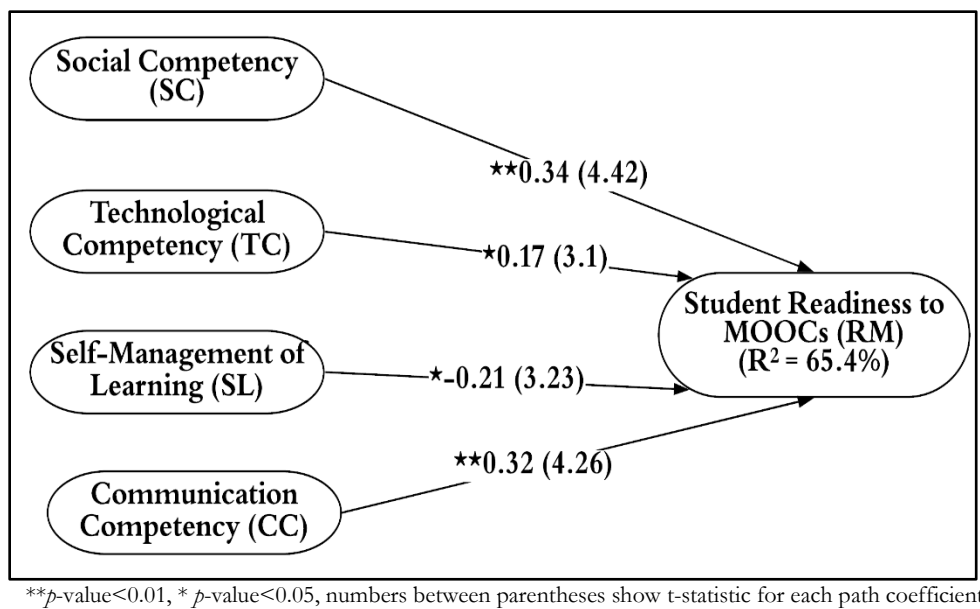 Social Competency
(SC)
**0.34 (4.42)
Technological
Competency (TC)
*0.17 (3.1)
Student Readiness to
MOOCs (RM)
(R² = 65.4%)
Self-Management of
Learning (SL)
*-0.21 (3.23)
**0.32 (4.26)
Communication
Competency (CC)
**p-value<0.01, * p-value<0.05, numbers between parentheses show t-statistic for each path coefficien